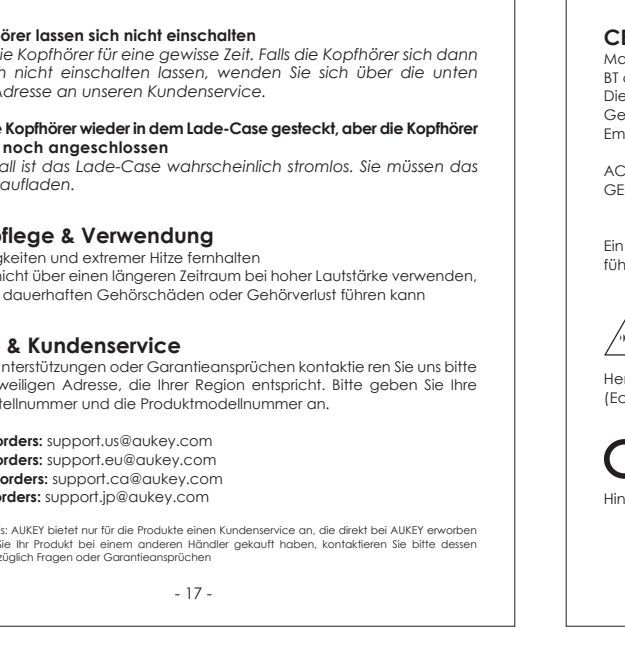 hörer lassen sich nicht einschalten
ie Kopfhörer für eine gewisse Zeit. Falls die Kopfhörer sich dann
h nicht einschalten lassen, wenden Sie sich über die unten
Adresse an unseren Kundenservice.
e Kopfhörer wieder in dem Lade-Case gesteckt, aber die Kopfhörer
noch angeschlossen
all ist das Lade-Case wahrscheinlich stromlos. Sie müssen das
aufladen.
pflege & Verwendung
gkeiten und extremer Hitze fernhalten
nicht über einen längeren Zeitraum bei hoher Lautstärke verwenden,
dauerhaften Gehörschäden oder Gehörverlust führen kann
& Kundenservice
nterstützungen oder Garantieansprüchen kontaktie ren Sie uns bitte
weiligen Adresse, die Ihrer Region entspricht. Bitte geben Sie Ihre
tellnummer und die Produktmodellnummer an.
orders: support.us@aukey.com
orders: support.eu@aukey.com
orders: support.ca@aukey.com
orders: support.jp@aukey.com
s: AUKEY bietet nur für die Produkte einen Kundenservice an, die direkt bei AUKEY erworben
Sie Ihr Produkt bei einem anderen Händler gekauft haben, kontaktieren Sie bitte dessen
züglich Fragen oder Garantieansprüchen
- 17 -
CE
BT
Die
Ge
AC
GE
Ein
füh
(Ec
Hin